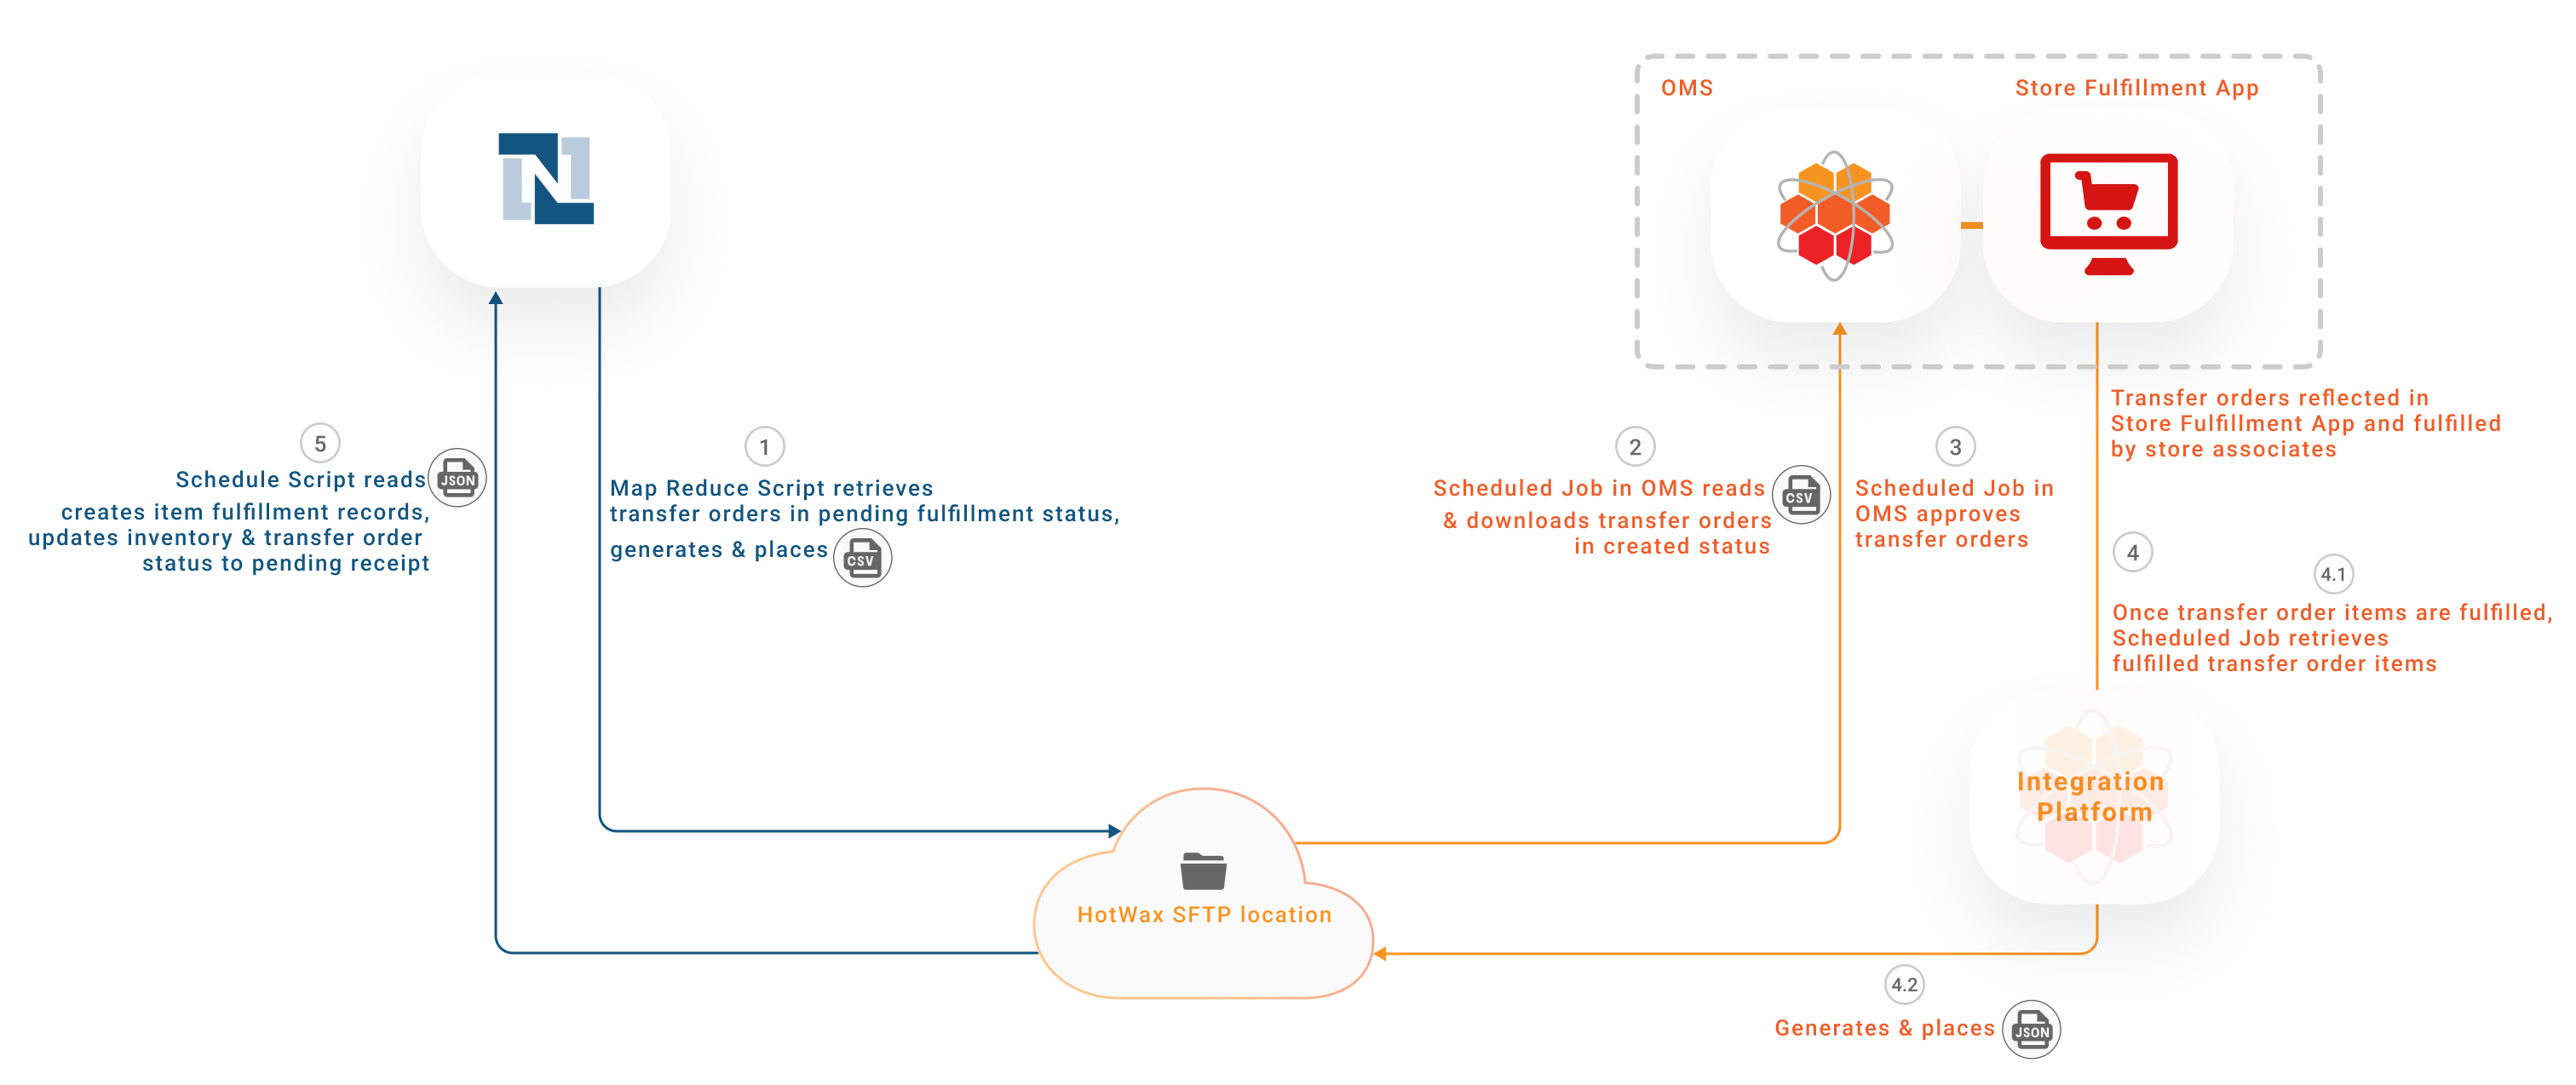 OMS
Store Fulfillment App
N
5
Schedule Script reads
JSON
creates item fulfillment records,
updates inventory & transfer order
status to pending receipt
1
Map Reduce Script retrieves
transfer orders in pending fulfillment status,
generates & places
CSV
2
Scheduled Job in OMS reads
CSV
& downloads transfer orders
in created status
3
Scheduled Job in
OMS approves
transfer orders
Transfer orders reflected in
Store Fulfillment App and fulfilled
by store associates
4
4.1
Once transfer order items are fulfilled,
Scheduled Job retrieves
fulfilled transfer order items
Integration
Platform
HotWax SFTP location
4.2
Generates & places
JSON